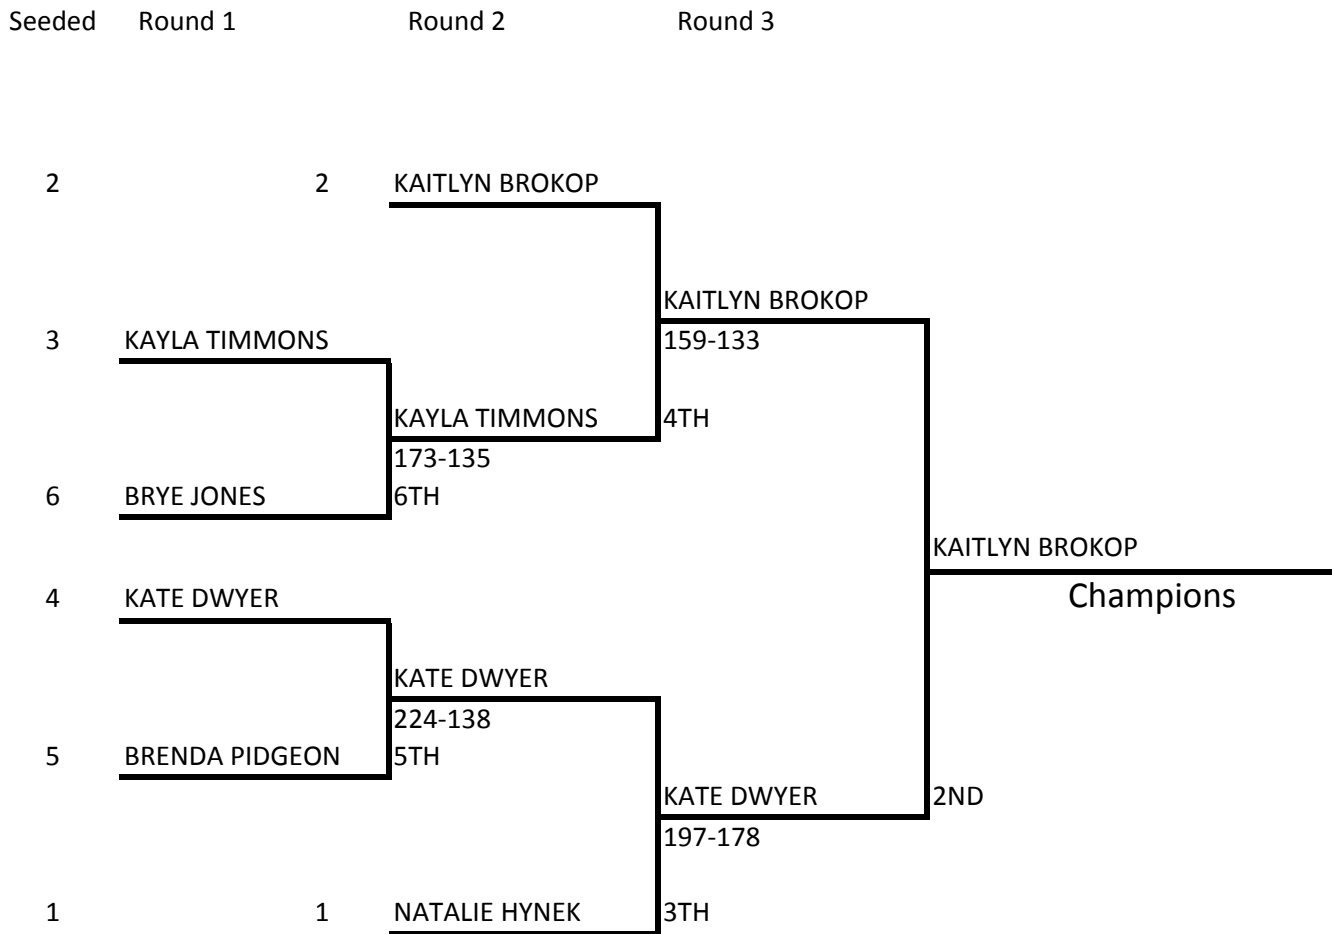 Seeded Round 1 Round 2 Round 3
2 2 KAITLYN BROKOP
KAITLYN BROKOP
3 KAYLA TIMMONS 159-133
KAYLA TIMMONS 4TH
173-135
6 BRYE JONES 6TH
KAITLYN BROKOP
4 KATE DWYER Champions
KATE DWYER
224-138
5 BRENDA PIDGEON 5TH
KATE DWYER 2ND
197-178
1 1 NATALIE HYNEK 3TH